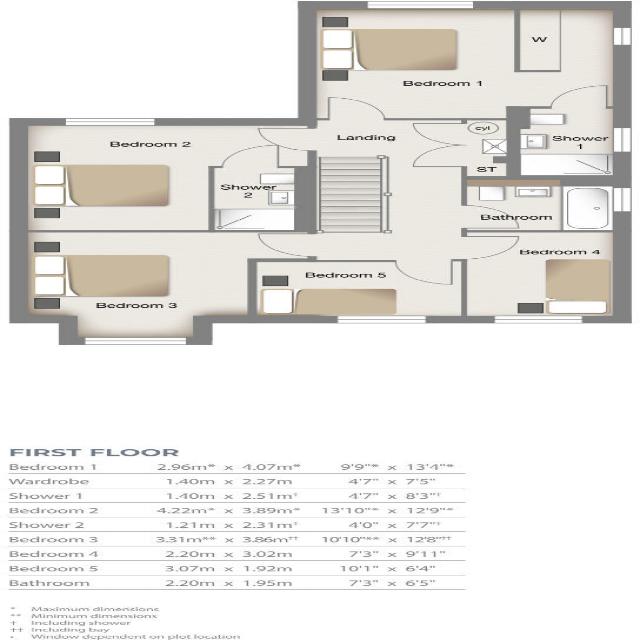 W
Bedroom 1
cyl
Landing
Shower
1
Bedroom 2
ST
Shower
2
Bathroom
Bedroom 4
Bedroom 5
Bedroom 3
FIRST FLOOR
Bedroom 1 2.96m* x 4.07m* 9'9"* x 13'4"*
Wardrobe 1.40m x 2.27m 4'7" x 7'5"
Shower 1 1.40m x 2.51m† 4'7" x 8'3"†
Bedroom 2 4.22m* x 3.89m* 13'10"* x 12'9"*
Shower 2 1.21m x 2.31m† 4'0" x 7'7"†
Bedroom 3 3.31m** x 3.86m†† 10'10"** x 12'8"††
Bedroom 4 2.20m x 3.02m 7'3" x 9'11"
Bedroom 5 3.07m x 1.92m 10'1" x 6'4"
Bathroom 2.20m x 1.95m 7'3" x 6'5"
* Maximum dimensions
** Minimum dimensions
† Including shower
†† Including bay
• Window dependent on plot location